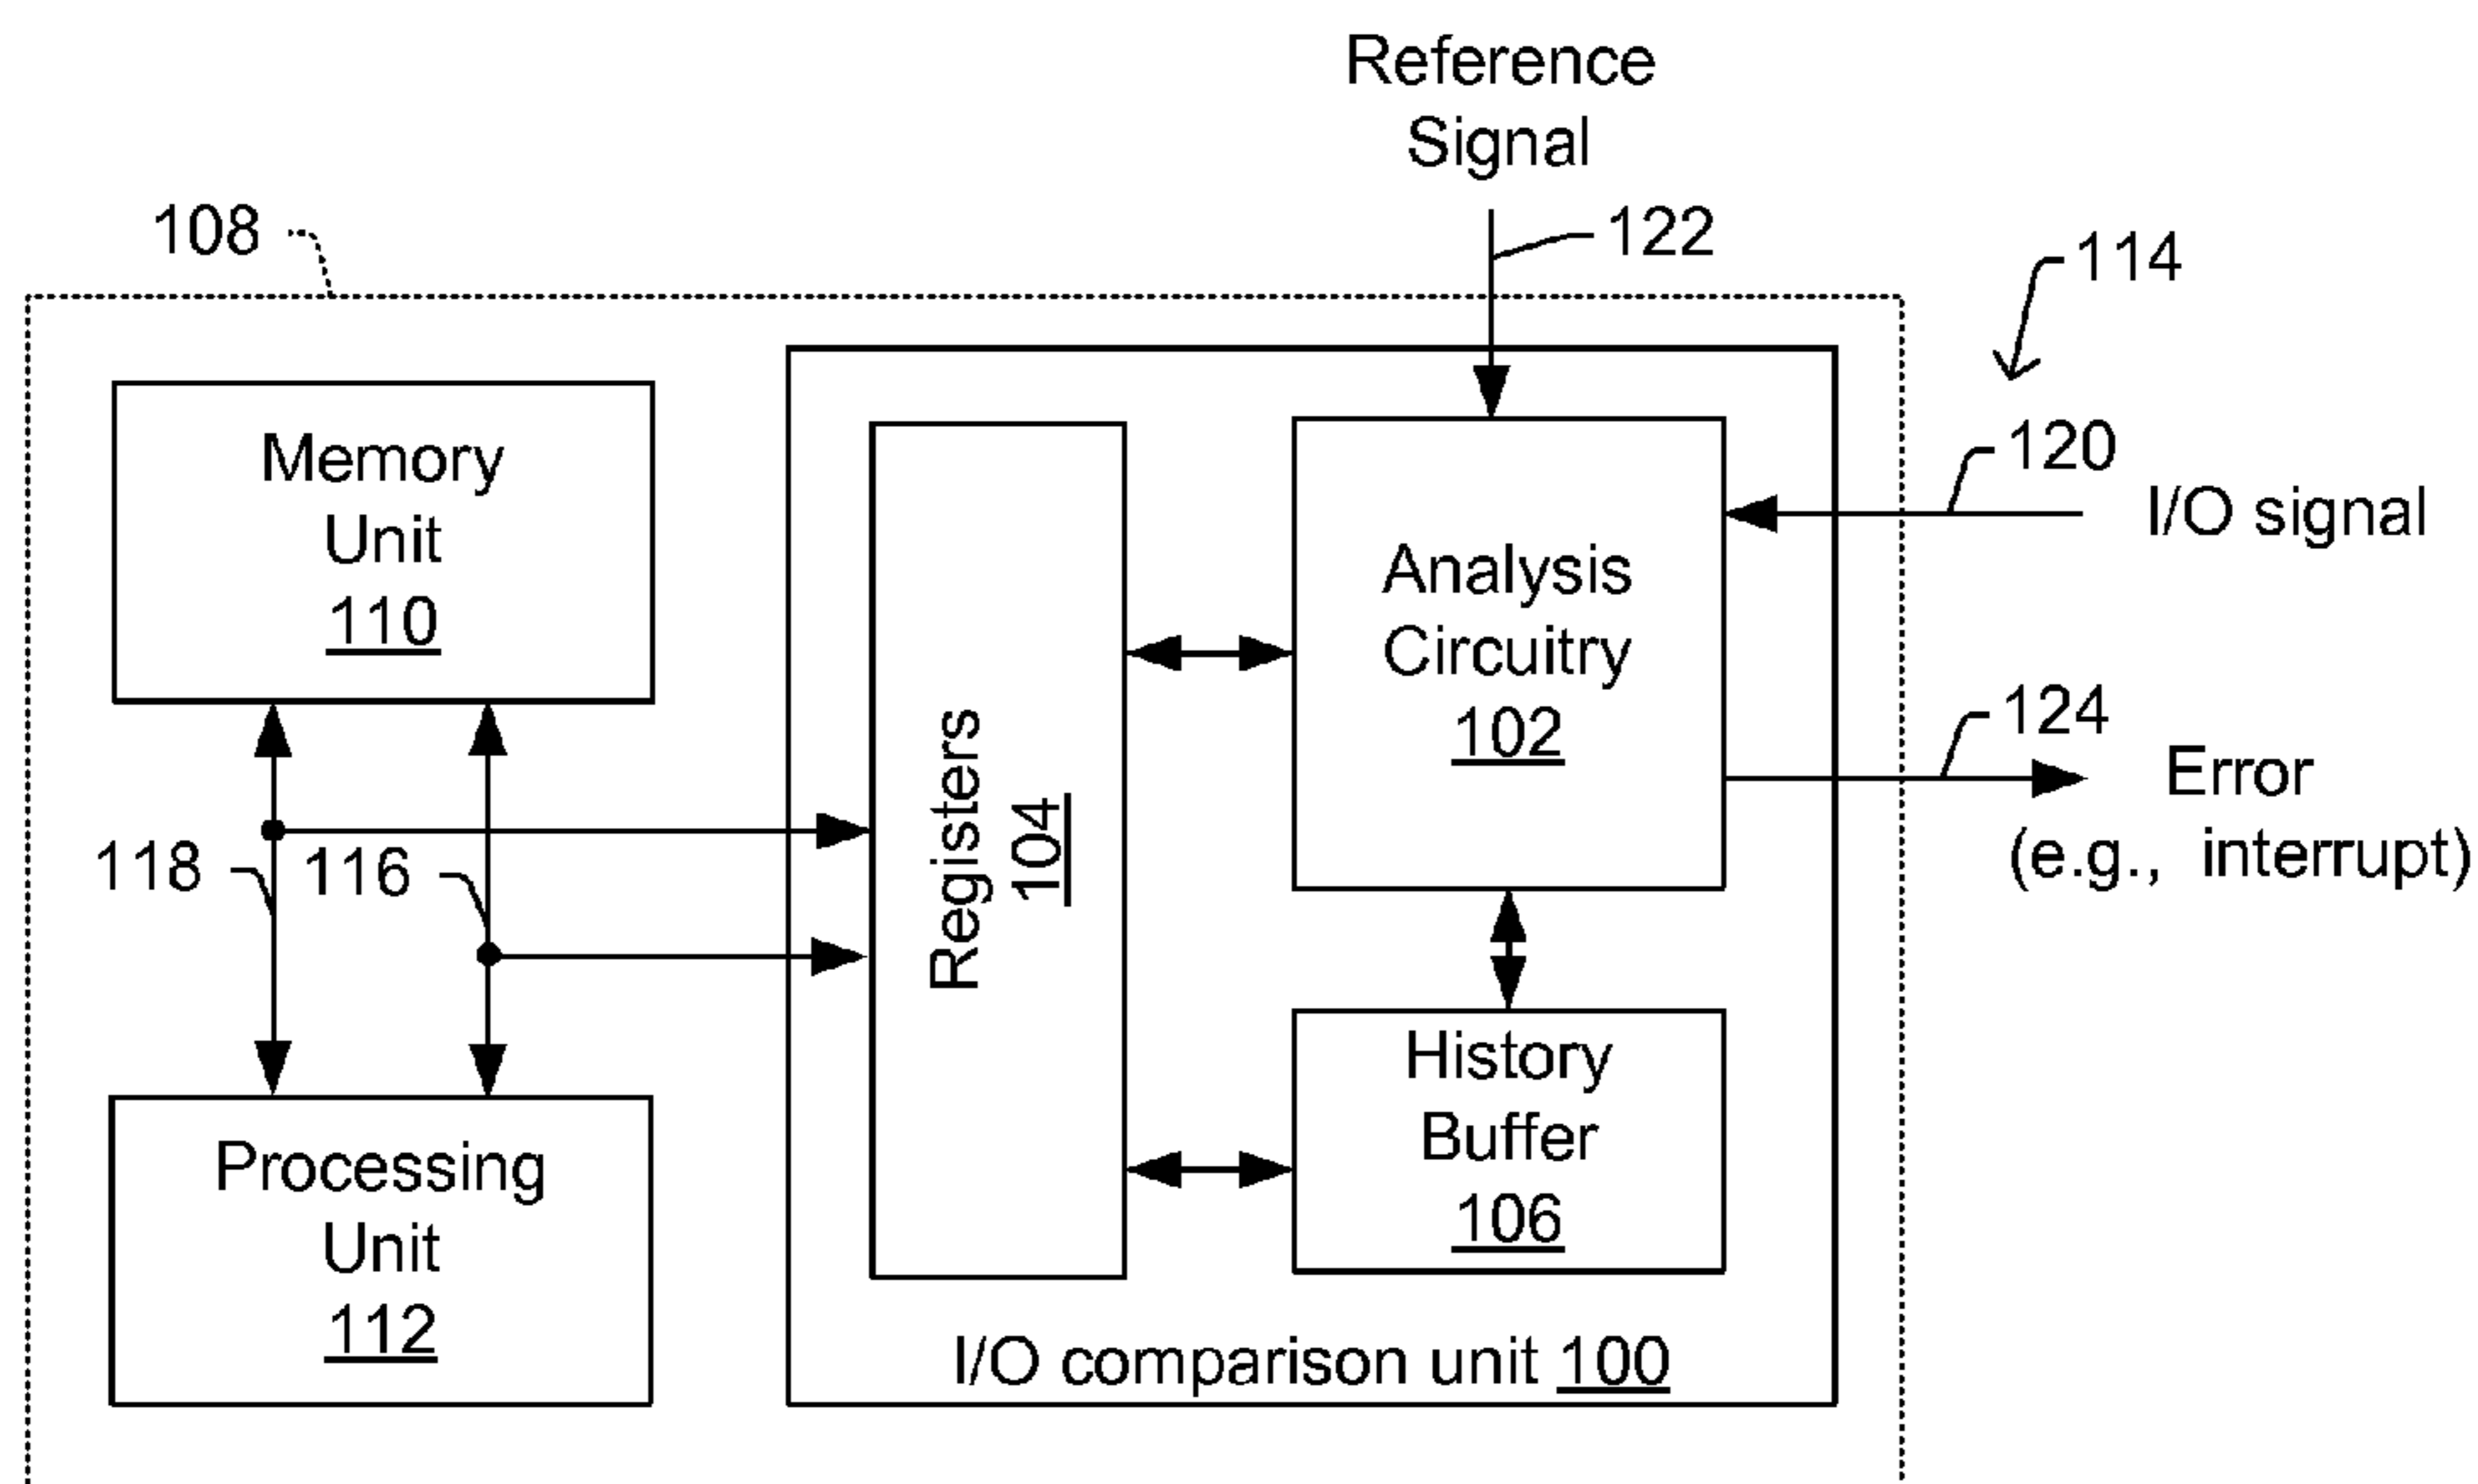 Reference
Signal
108
122
114
Memory
Unit
110
120
I/O signal
Analysis
Circuitry
102
124
Error
(e.g., interrupt)
Registers
104
118
116
History
Buffer
106
Processing
Unit
112
I/O comparison unit 100